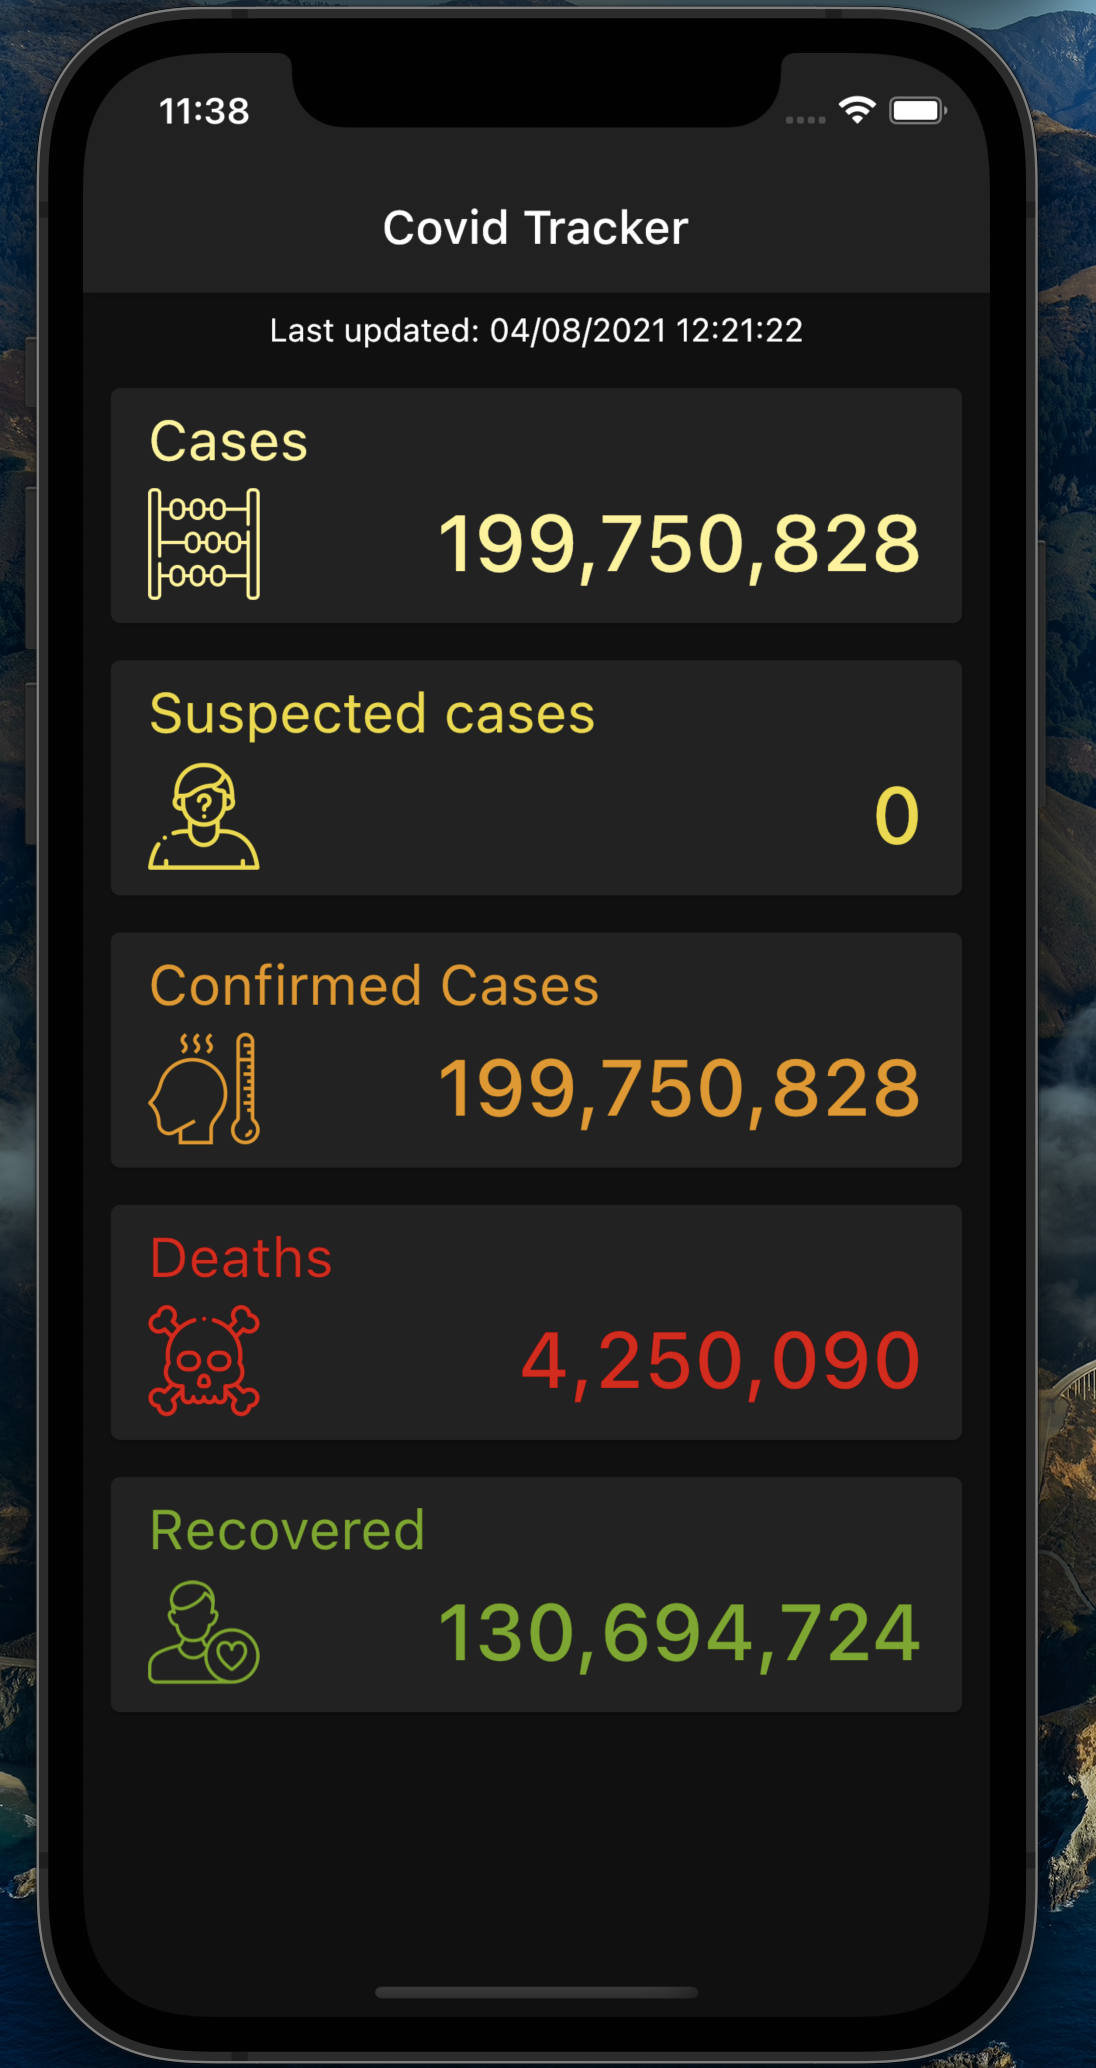 11:38
Covid Tracker
Last updated: 04/08/2021 12:21:22
Cases
199,750,828
Suspected cases
?
0
Confirmed Cases
199,750,828
Deaths
4,250,090
Recovered
130,694,724